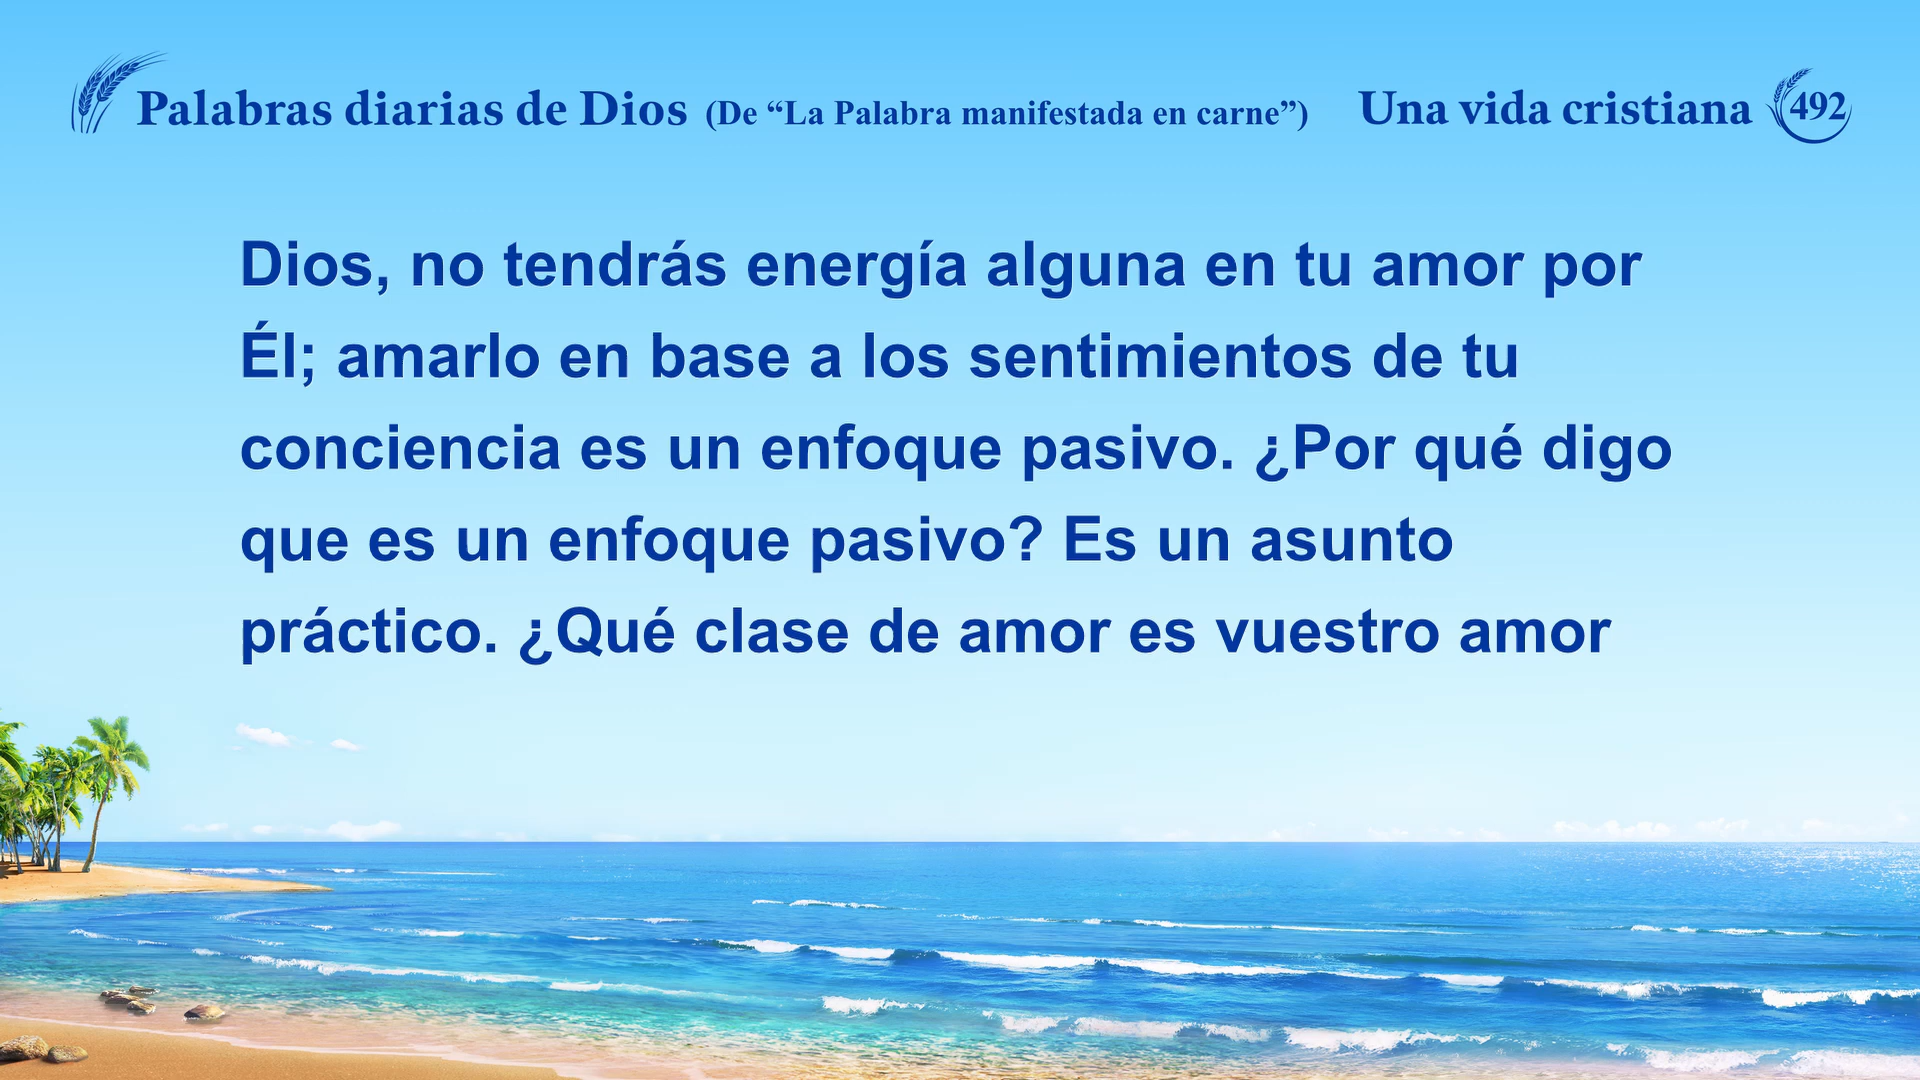 Palabras diarias de Dios (De “La Palabra manifestada en carne”) Una vida cristiana 492
Dios, no tendrás energía alguna en tu amor por
Él; amarlo en base a los sentimientos de tu
conciencia es un enfoque pasivo. ¿Por qué digo
que es un enfoque pasivo? Es un asunto
práctico. ¿Qué clase de amor es vuestro amor